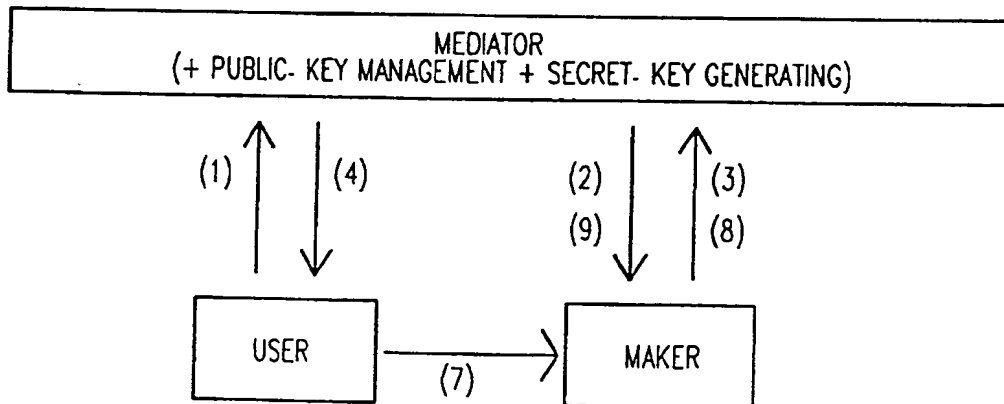 MEDIATOR
(+ PUBLIC- KEY MANAGEMENT + SECRET- KEY GENERATING)
(1)
(4)
(2)
(3)
(9)
(8)
USER
MAKER
(7)